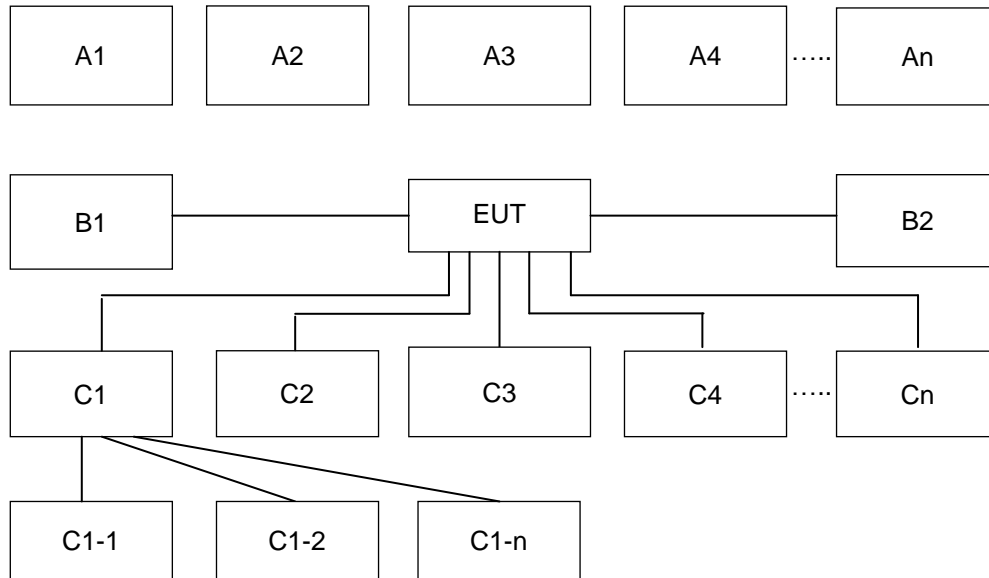 A1 A2 A3 A4 ….. An
B1 EUT B2
C1 C2 C3 C4 ….. Cn
C1-1 C1-2 C1-n